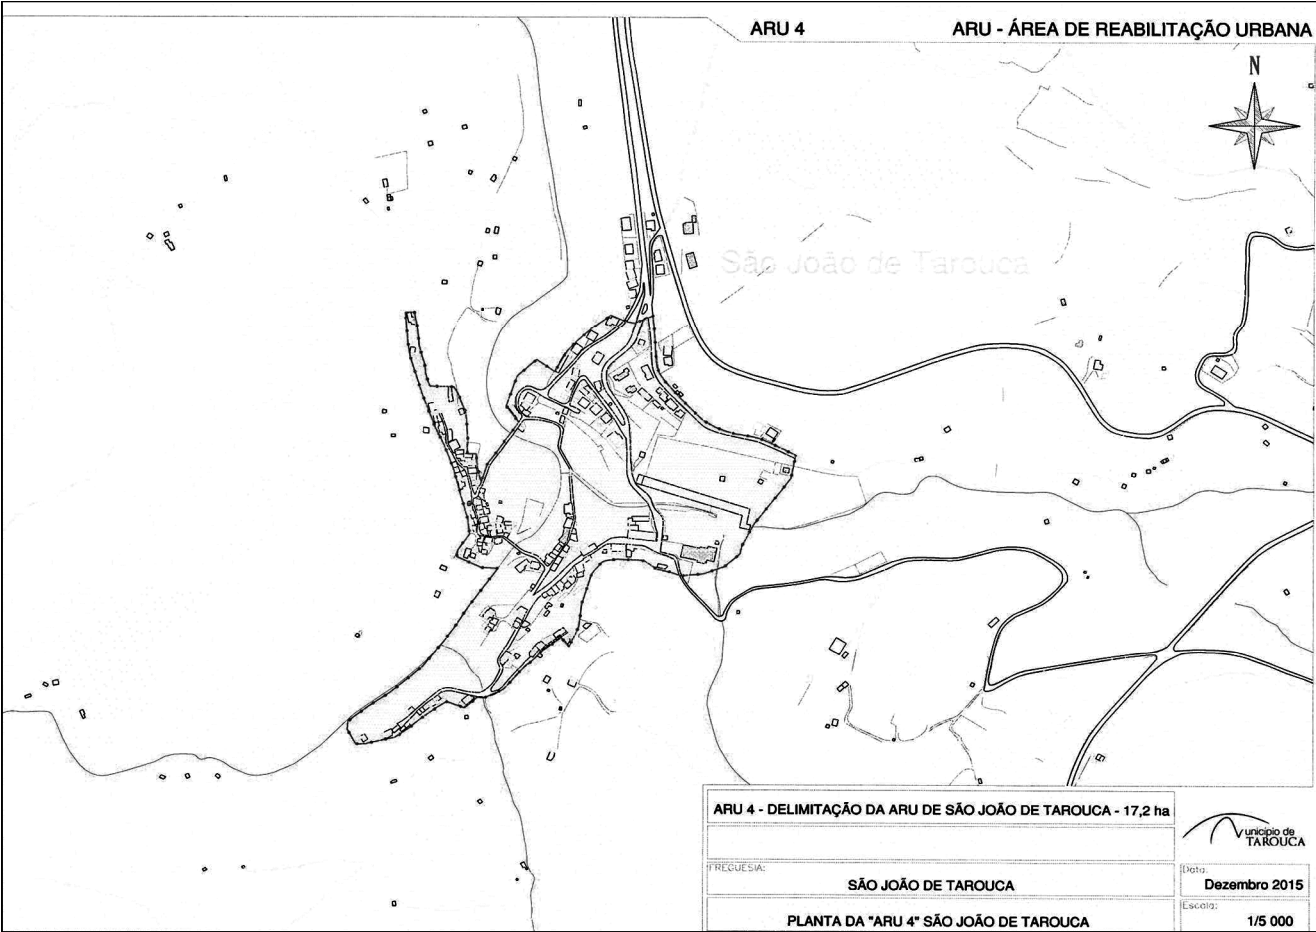 ARU 4
ARU - ÁREA DE REABILITAÇÃO URBANA
N
São João de Tarouca
ARU 4 - DELIMITAÇÃO DA ARU DE SÃO JOÃO DE TAROUCA - 17,2 ha
Município de
TAROUCA
FREGUESIA:
SÃO JOÃO DE TAROUCA
Data:
Dezembro 2015
PLANTA DA "ARU 4" SÃO JOÃO DE TAROUCA
Escala:
1/5 000